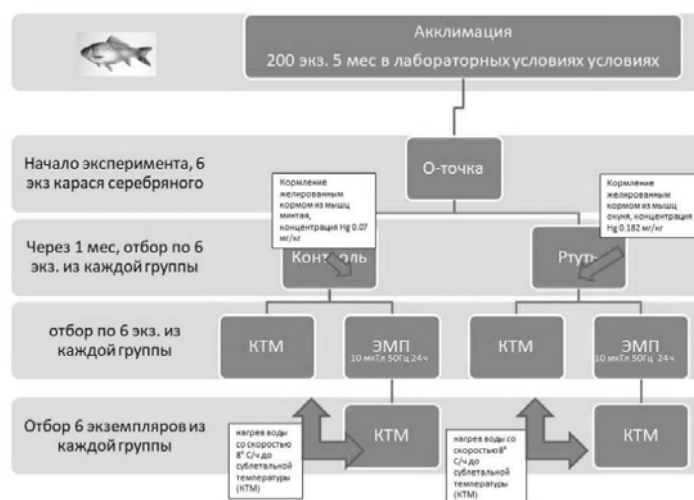 Акклимация
200 экз. 5 мес в лабораторных условиях условиях
Начало эксперимента, 6
экз карася серебряного
О-точка
Кормление
желированным
кормом из мышц
минтая,
концентрация Hg 0.07
мг/кг
Кормление
желированным
кормом из мышц
окуня, концентрация
Hg 0.182 мг/кг
Через 1 мес, отбор по 6
экз. из каждой группы
Контроль
Ртуть
отбор по 6 экз. из
каждой группы
КТМ
ЭМП
10 мкТл 50Гц 24 ч
КТМ
ЭМП
10 мкТл 50Гц 24 ч
Отбор 6 экземпляров из
каждой группы
нагрев воды
со скоростью
8° С/ч до
сублетальной
температуры
(КТМ)
КТМ
нагрев воды со
скоростью8°
С/ч до
сублетальной
температуры
(КТМ)
КТМ